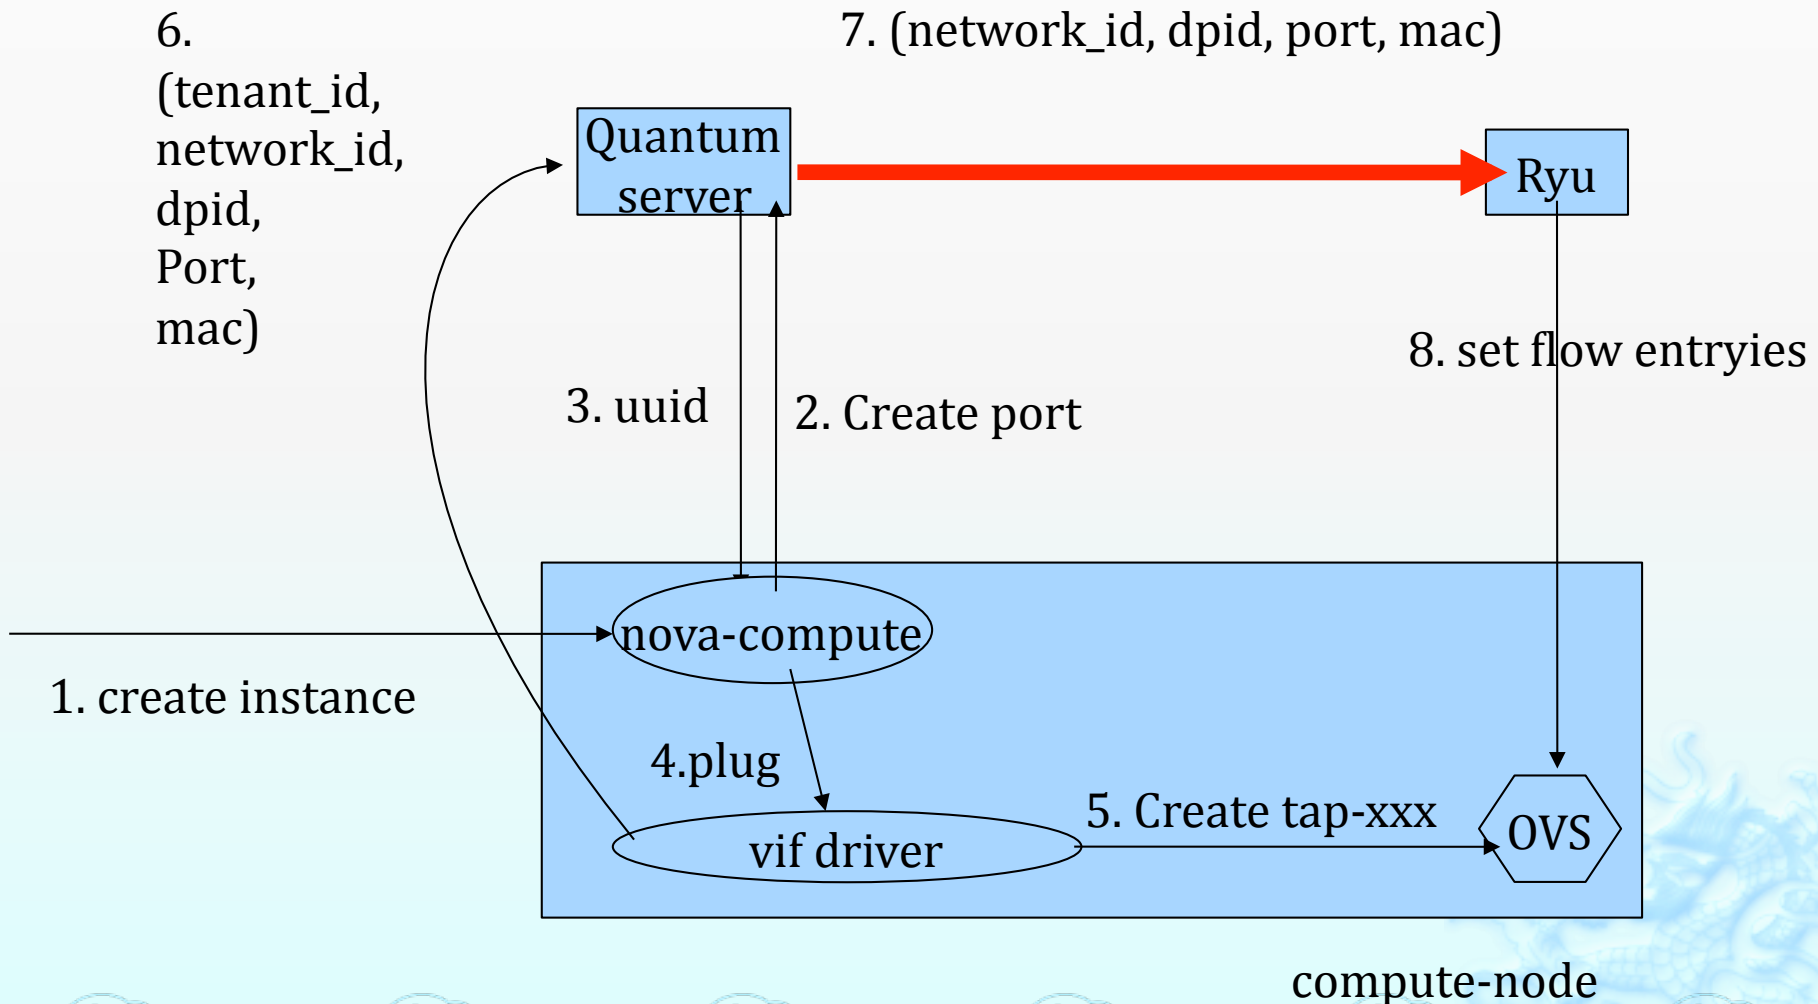 6.
(tenant_id,
network_id,
dpid,
Port,
mac)
7. (network_id, dpid, port, mac)
Quantum
server
Ryu
8. set flow entryies
3. uuid
2. Create port
nova-compute
1. create instance
4.plug
5. Create tap-xxx
vif driver
OVS
compute-node